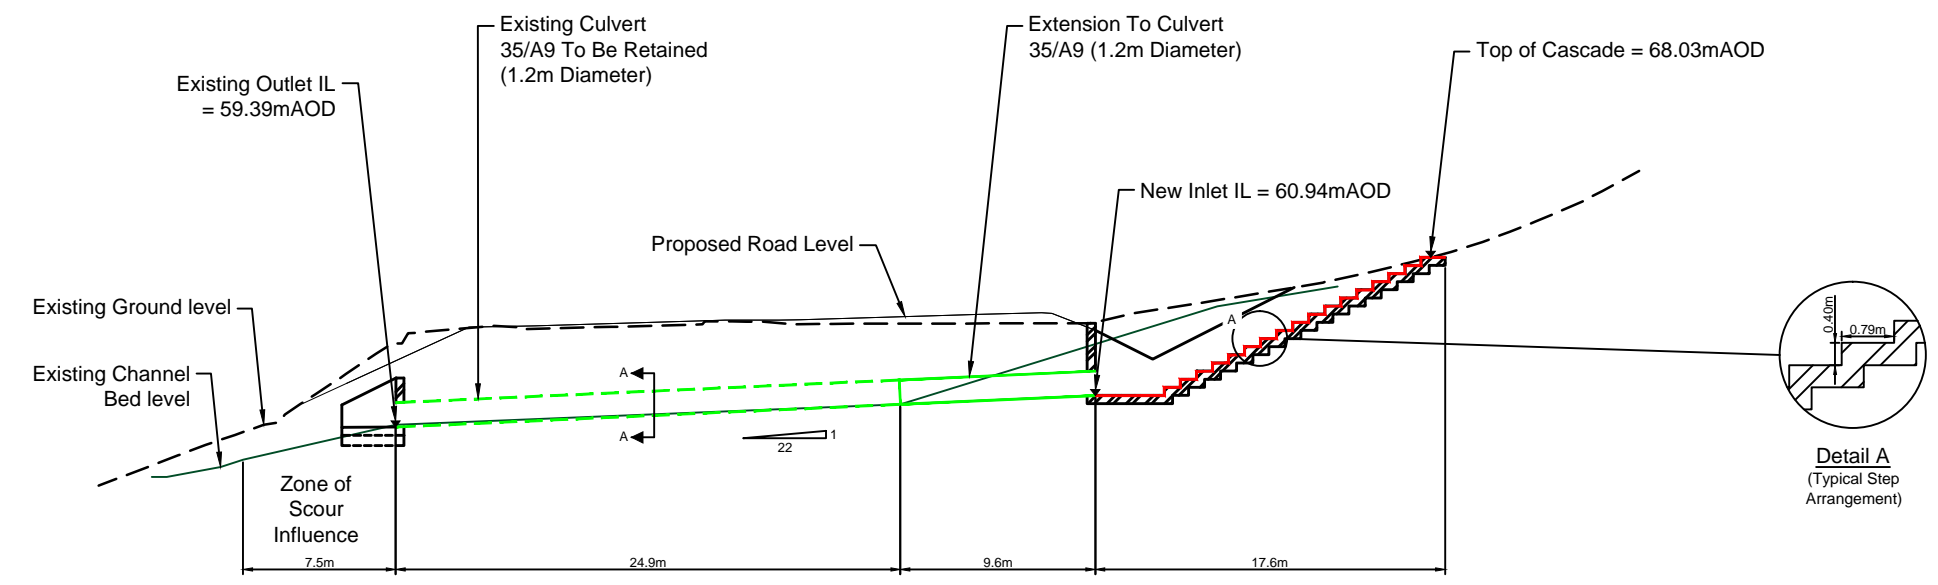 Existing Culvert
35/A9 To Be Retained
(1.2m Diameter)
Extension To Culvert
35/A9 (1.2m Diameter)
Top of Cascade = 68.03mAOD
Existing Outlet IL
= 59.39mAOD
New Inlet IL = 60.94mAOD
Proposed Road Level
Existing Ground level
Existing Channel
Bed level
A
A
A
1
22
0.40m
0.79m
Detail A
(Typical Step
Arrangement)
Zone of
Scour
Influence
7.5m
24.9m
9.6m
17.6m